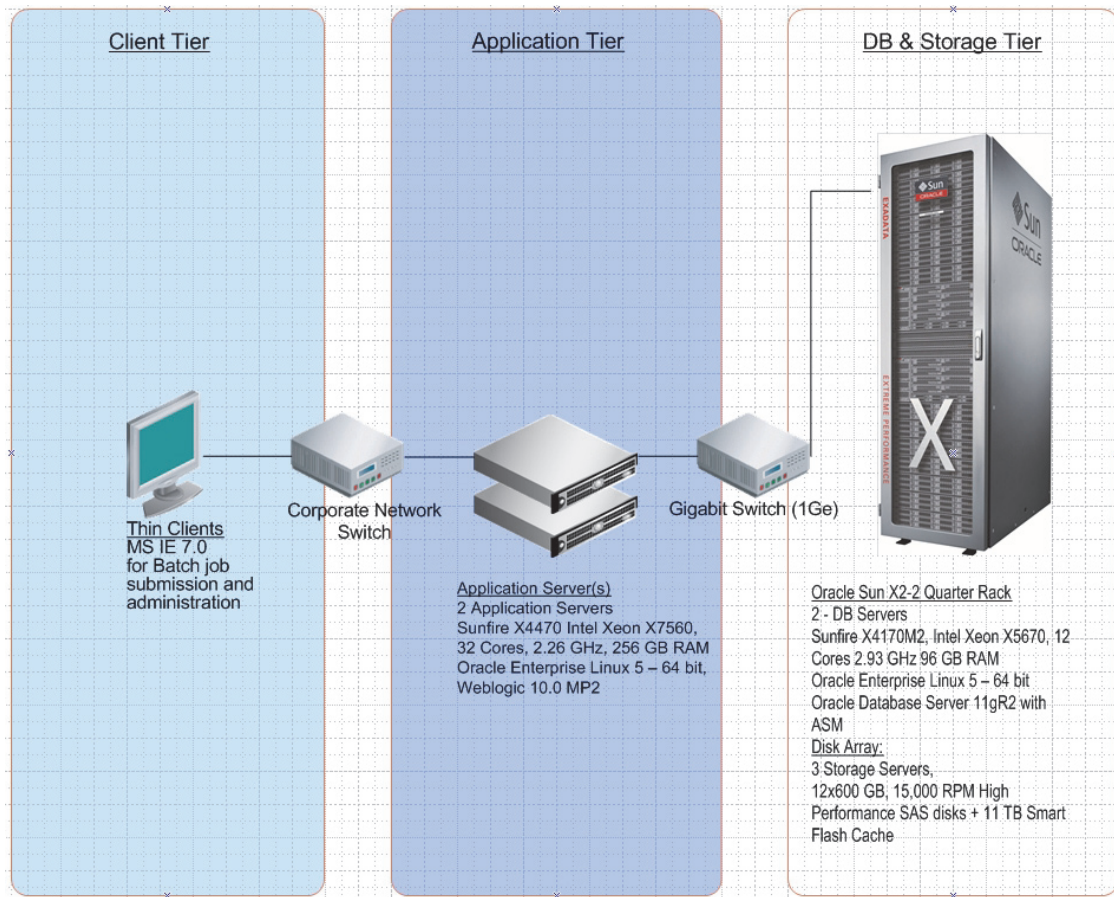 Client Tier
Application Tier
DB & Storage Tier
Sun
ORACLE
EXADATA
Sun
ORACLE
EXTREME PERFORMANCE
X
Corporate Network
Switch
Gigabit Switch (1Ge)
Thin Clients
MS IE 7.0
for Batch job
submission and
administration
Application Server(s)
2 Application Servers
Sunfire X4470 Intel Xeon X7560,
32 Cores, 2.26 GHz, 256 GB RAM
Oracle Enterprise Linux 5 – 64 bit,
Weblogic 10.0 MP2
Oracle Sun X2-2 Quarter Rack
2 - DB Servers
Sunfire X4170M2, Intel Xeon X5670, 12
Cores 2.93 GHz 96 GB RAM
Oracle Enterprise Linux 5 – 64 bit
Oracle Database Server 11gR2 with
ASM
Disk Array:
3 Storage Servers,
12x600 GB, 15,000 RPM High
Performance SAS disks + 11 TB Smart
Flash Cache